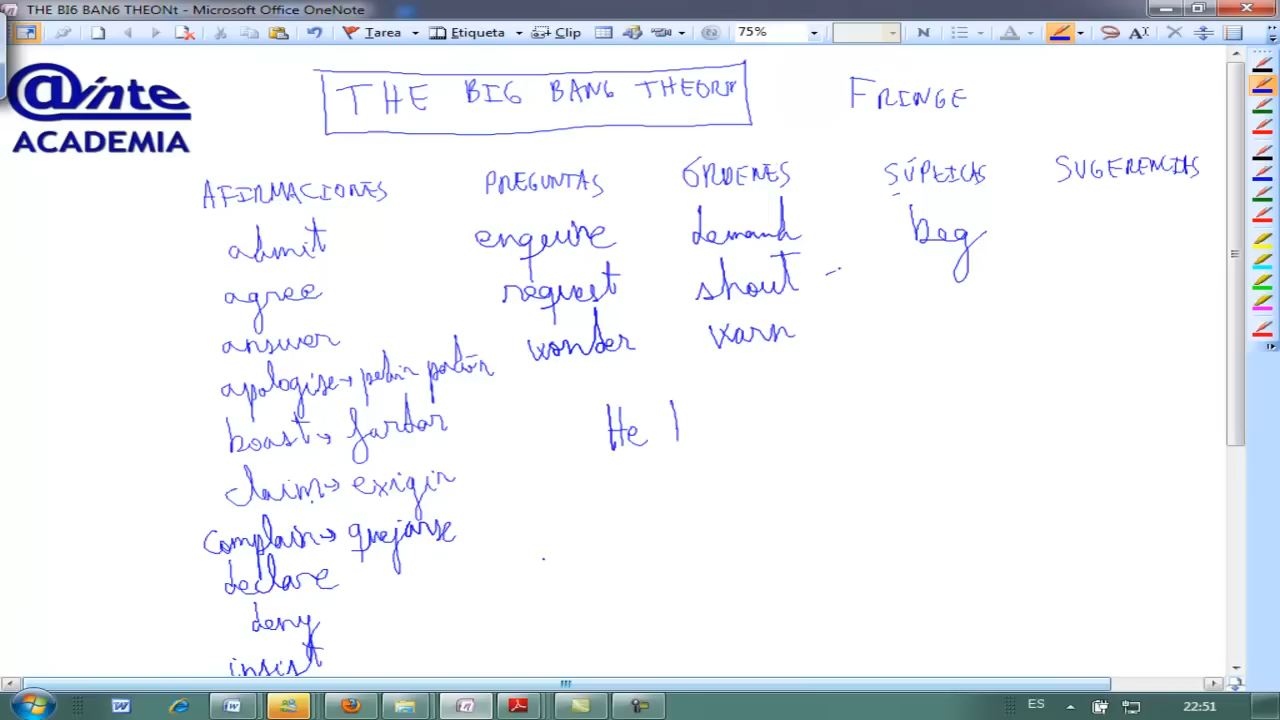 THE BI6 BAN6 THEONt - Microsoft Office OneNote
Tarea
Etiqueta
Clip
75%
@inte
ACADEMIA
THE BIG BANG THEORY
FRINGE
AFIRMACIONES
PREGUNTAS
ÓRDENES
SÚPLICAS
SUGERENCIAS
admit
enquire
demand
beg
agree
request
shout
answer
wonder
warn
apologise → pedir perdón
boast → fardar
He l
claim → exigir
complain → quejarse
declare
deny
insist
ES
22:51